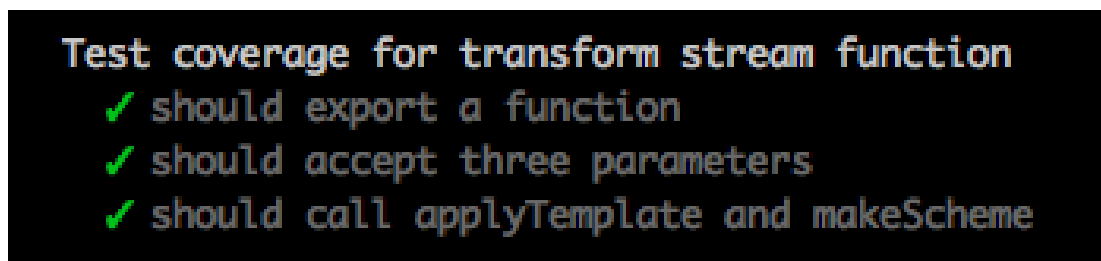 Test coverage for transform stream function
✓ should export a function
✓ should accept three parameters
✓ should call applyTemplate and makeScheme